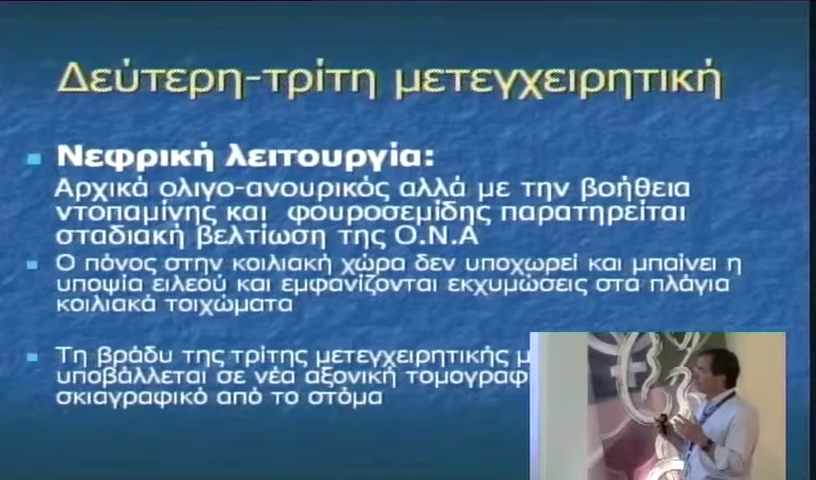 Δεύτερη-τρίτη μετεγχειρητική
Νεφρική λειτουργία:
Αρχικά ολιγο-ανουρικός αλλά με την βοήθεια
ντοπαμίνης και φουροσεμίδης παρατηρείται
σταδιακή βελτίωση της Ο.Ν.Α
Ο πόνος στην κοιλιακή χώρα δεν υποχωρεί και μπαίνει η
υποψία ειλεού και εμφανίζονται εκχυμώσεις στα πλάγια
κοιλιακά τοιχώματα
Τη βράδυ της τρίτης μετεγχειρητικής
υποβάλλεται σε νέα αξονική
σκιαγραφικό από το στόμα